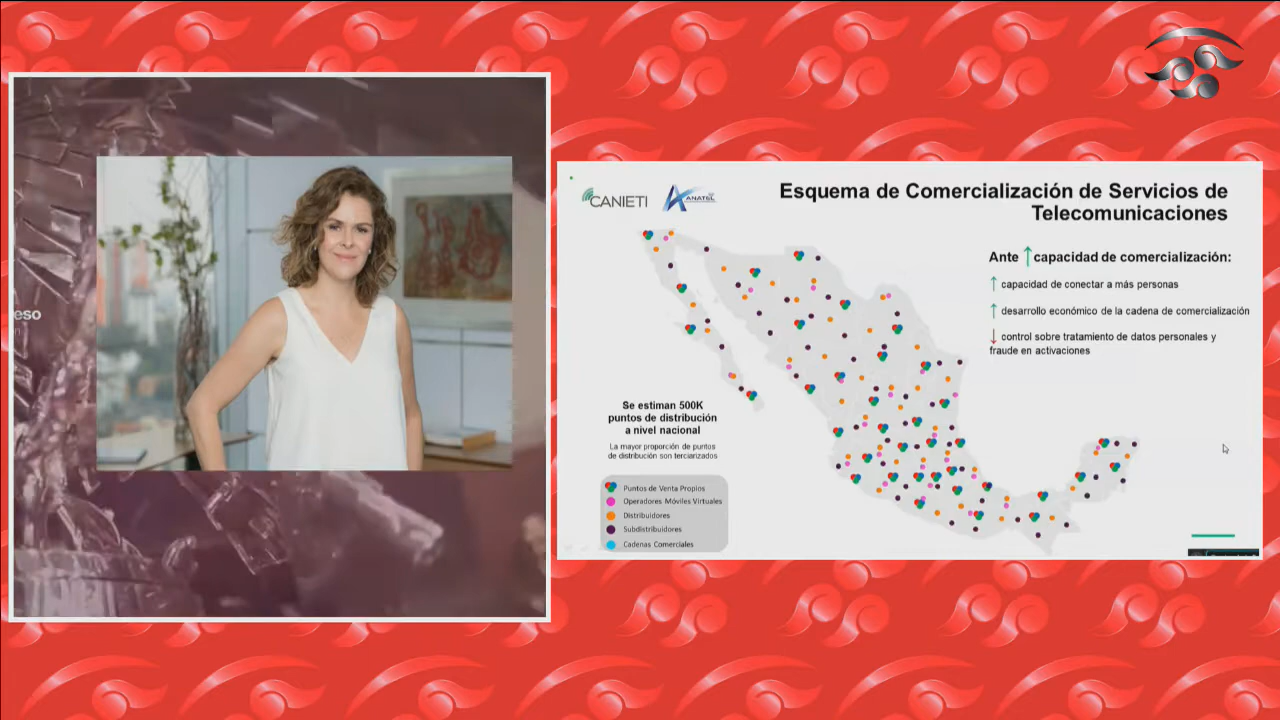 eso
CANIETI
ANATEL
Esquema de Comercialización de Servicios de
Telecomunicaciones
Ante ↑ capacidad de comercialización:
↑ capacidad de conectar a más personas
↑ desarrollo económico de la cadena de comercialización
↓ control sobre tratamiento de datos personales y
fraude en activaciones
Se estiman 500K
puntos de distribución
a nivel nacional
La mayor proporción de puntos
de distribución son terciarizados
Puntos de Venta Propios
Operadores Móviles Virtuales
Distribuidores
Subdistribuidores
Cadenas Comerciales